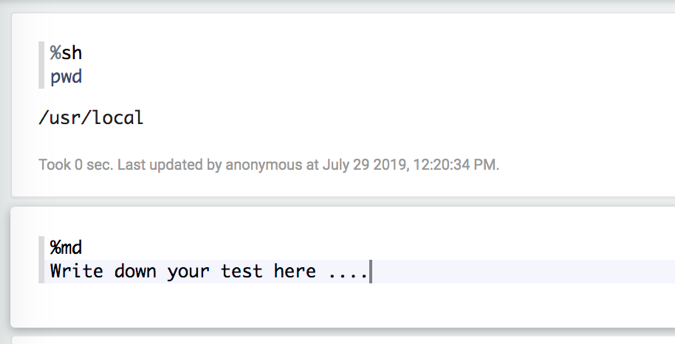 %sh
pwd
/usr/local
Took 0 sec. Last updated by anonymous at July 29 2019, 12:20:34 PM.
%md
Write down your test here ....